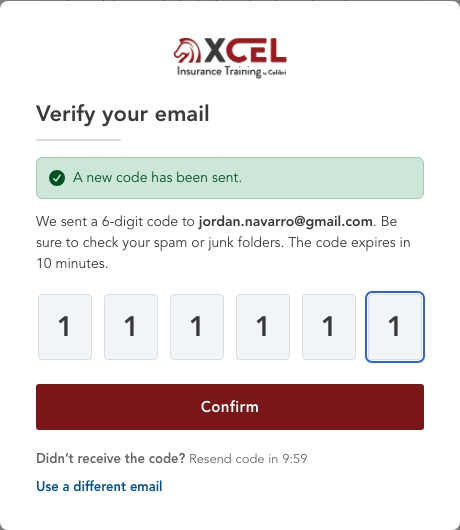 XCEL
Insurance Training by Colibri
Verify your email
A new code has been sent.
We sent a 6-digit code to jordan.navarro@gmail.com. Be
sure to check your spam or junk folders. The code expires in
10 minutes.
1 1 1 1 1 1
Confirm
Didn’t receive the code? Resend code in 9:59
Use a different email